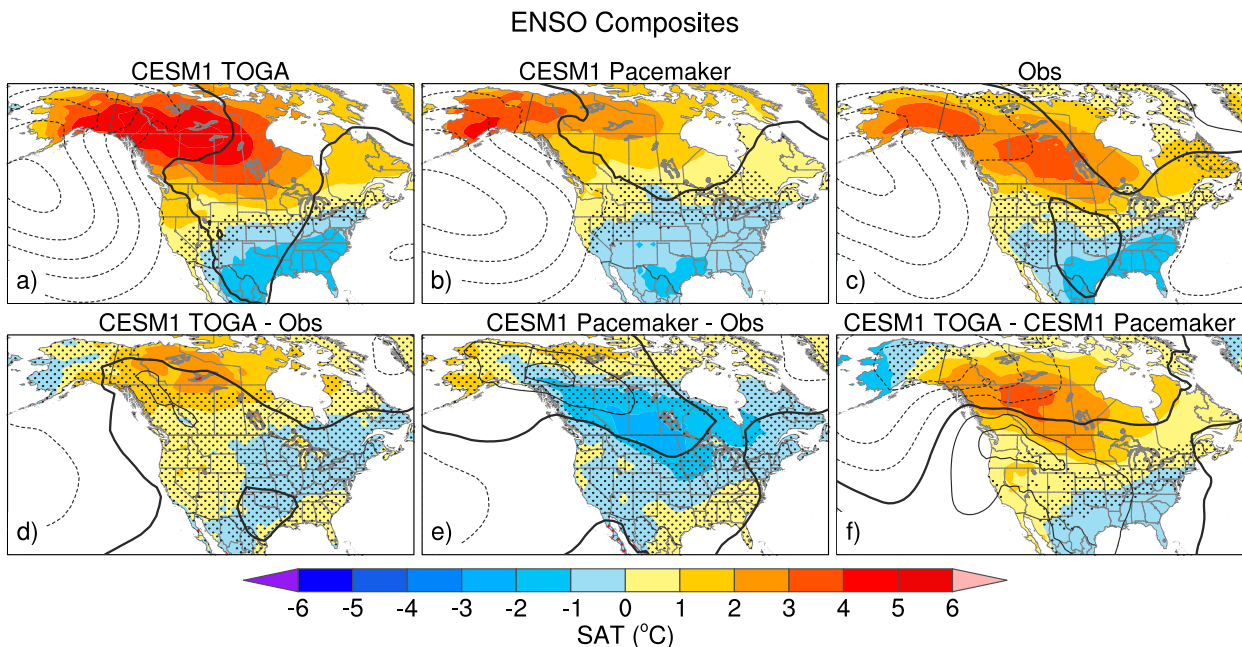 ENSO Composites
CESM1 TOGA
CESM1 Pacemaker
Obs
a)
b)
c)
CESM1 TOGA - Obs
CESM1 Pacemaker - Obs
CESM1 TOGA - CESM1 Pacemaker
d)
e)
f)
-6 -5 -4 -3 -2 -1 0 1 2 3 4 5 6
SAT (°C)